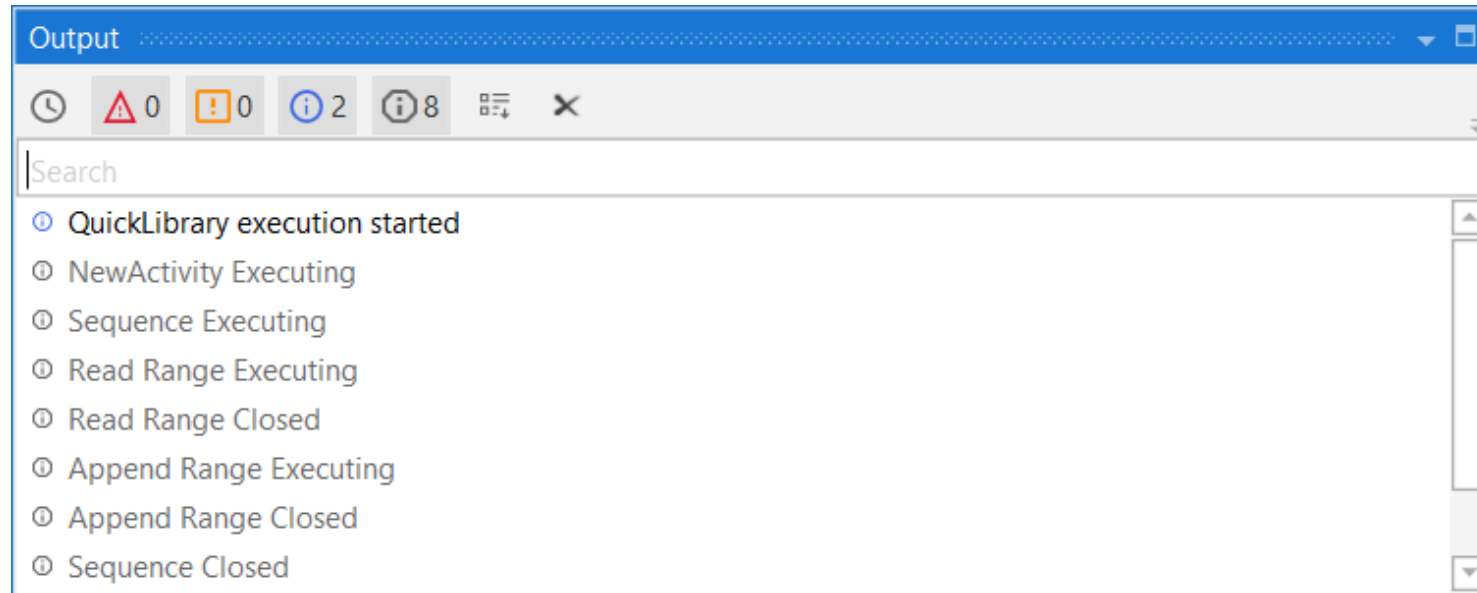 Output
0 0 2 8
Search
QuickLibrary execution started
NewActivity Executing
Sequence Executing
Read Range Executing
Read Range Closed
Append Range Executing
Append Range Closed
Sequence Closed